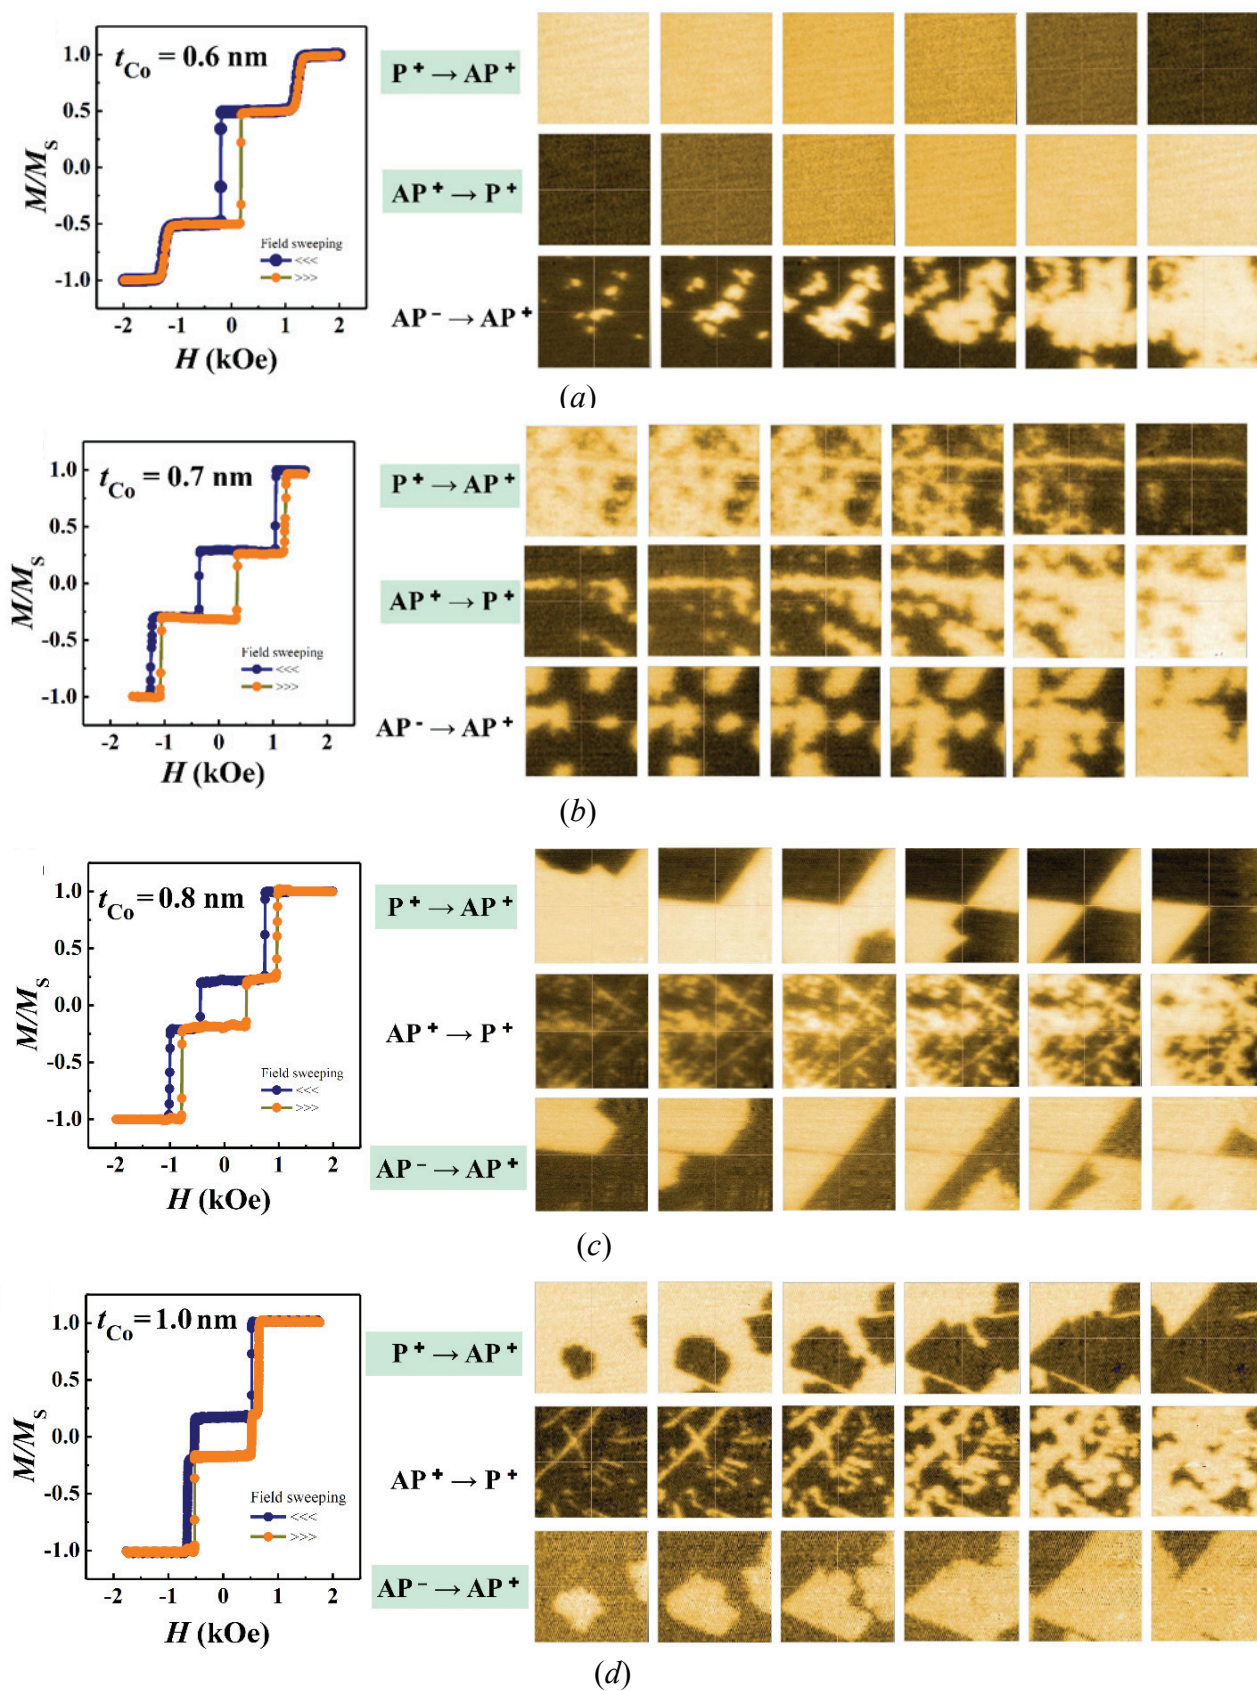 t_Co = 0.6 nm
1.0
0.5
0.0
-0.5
-1.0
M/M_S
Field sweeping
<<<
>>>
-2 -1 0 1 2
H (kOe)
P⁺ → AP⁺
AP⁺ → P⁺
AP⁻ → AP⁺
(a)
t_Co = 0.7 nm
1.0
0.5
0.0
-0.5
-1.0
M/M_S
Field sweeping
<<<
>>>
-2 -1 0 1 2
H (kOe)
P⁺ → AP⁺
AP⁺ → P⁺
AP⁻ → AP⁺
(b)
t_Co = 0.8 nm
1.0
0.5
0.0
-0.5
-1.0
M/M_S
Field sweeping
<<<
>>>
-2 -1 0 1 2
H (kOe)
P⁺ → AP⁺
AP⁺ → P⁺
AP⁻ → AP⁺
(c)
t_Co = 1.0 nm
1.0
0.5
0.0
-0.5
-1.0
M/M_S
Field sweeping
<<<
>>>
-2 -1 0 1 2
H (kOe)
P⁺ → AP⁺
AP⁺ → P⁺
AP⁻ → AP⁺
(d)